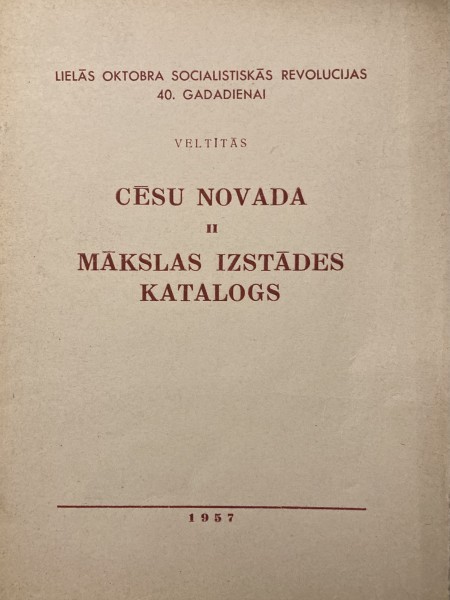 LIELĀS OKTOBRA SOCIALISTISKĀS REVOLUCIJAS
40. GADADIENAI
VELTĪTĀS
CĒSU NOVADA
II
MĀKSLAS IZSTĀDES
KATALOGS
1957